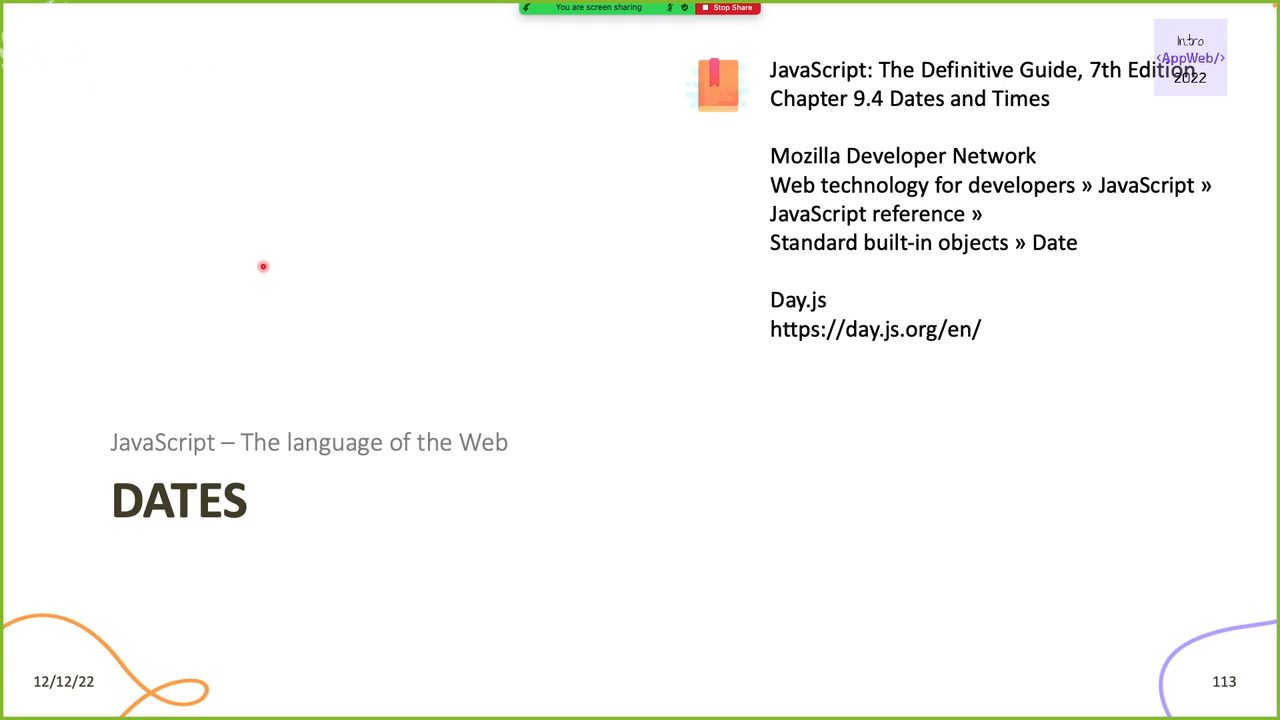 You are screen sharing
Stop Share
Intro
<AppWeb/>
2022
JavaScript: The Definitive Guide, 7th Edition
Chapter 9.4 Dates and Times
Mozilla Developer Network
Web technology for developers » JavaScript »
JavaScript reference »
Standard built-in objects » Date
Day.js
https://day.js.org/en/
JavaScript – The language of the Web
DATES
12/12/22
113